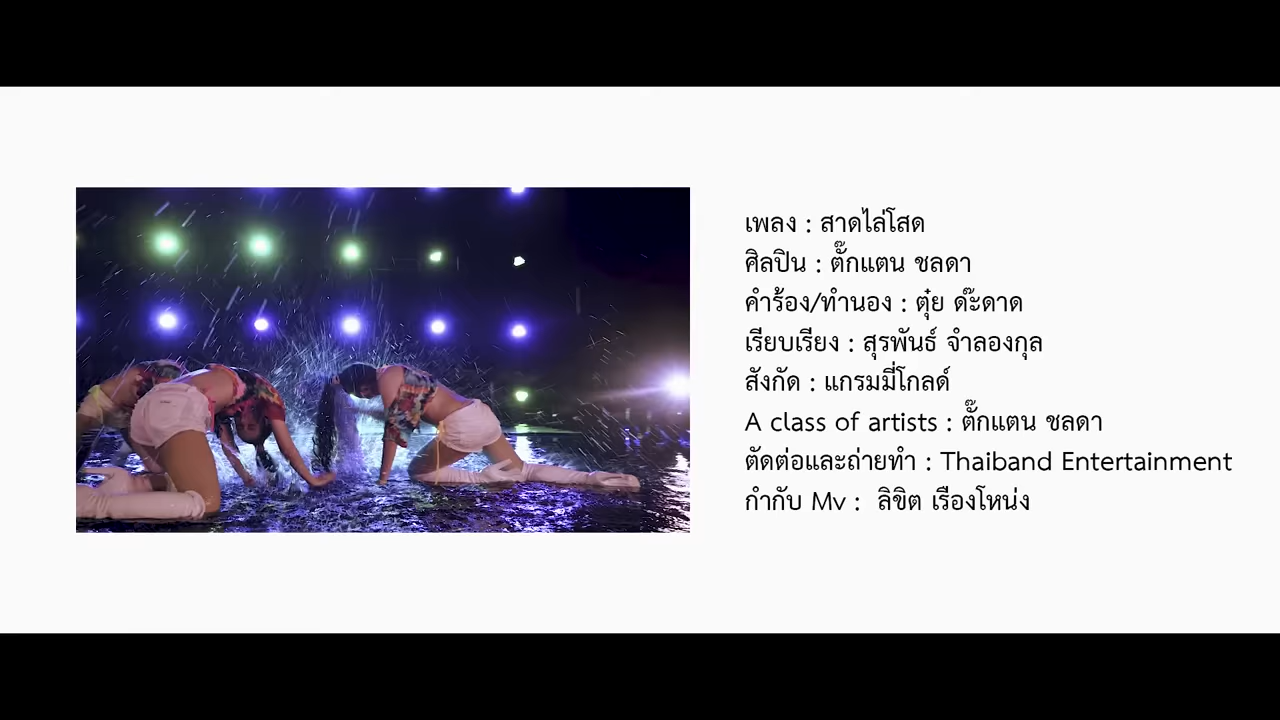 เพลง : สาดไล่โสด
ศิลปิน : ตั๊กแตน ชลดา
คำร้อง/ทำนอง : ตุ๋ย ด๊ะดาด
เรียบเรียง : สุรพันธ์ จำลองกุล
สังกัด : แกรมมี่โกลด์
A class of artists : ตั๊กแตน ชลดา
ตัดต่อและถ่ายทำ : Thaiband Entertainment
กำกับ Mv :  ลิขิต เรืองโหน่ง